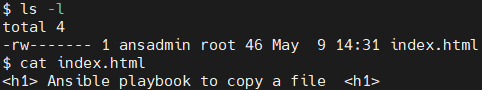 $ ls -l
total 4
-rw------- 1 ansadmin root 46 May  9 14:31 index.html
$ cat index.html
<h1> Ansible playbook to copy a file  <h1>